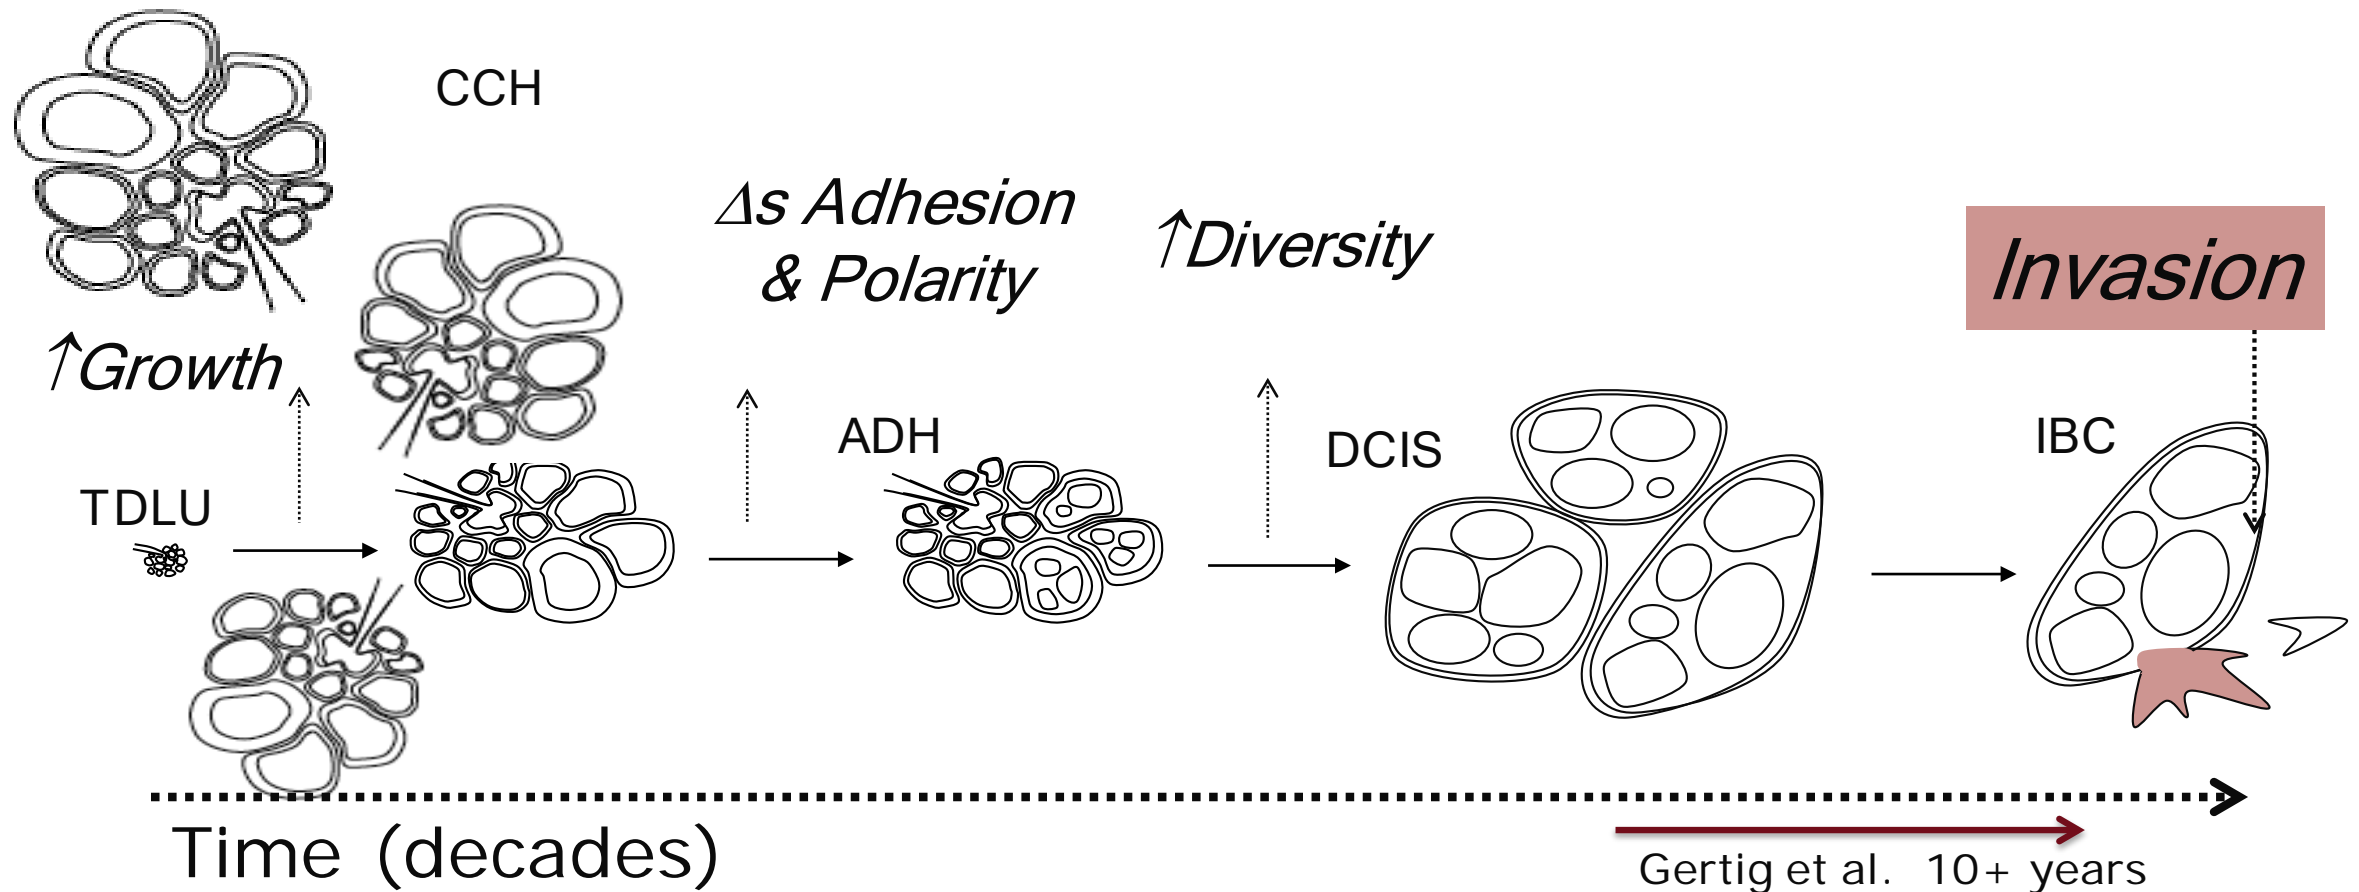 CCH
Δs Adhesion
& Polarity
↑Diversity
Invasion
↑Growth
TDLU
ADH
DCIS
IBC
Time (decades)
Gertig et al. 10+ years